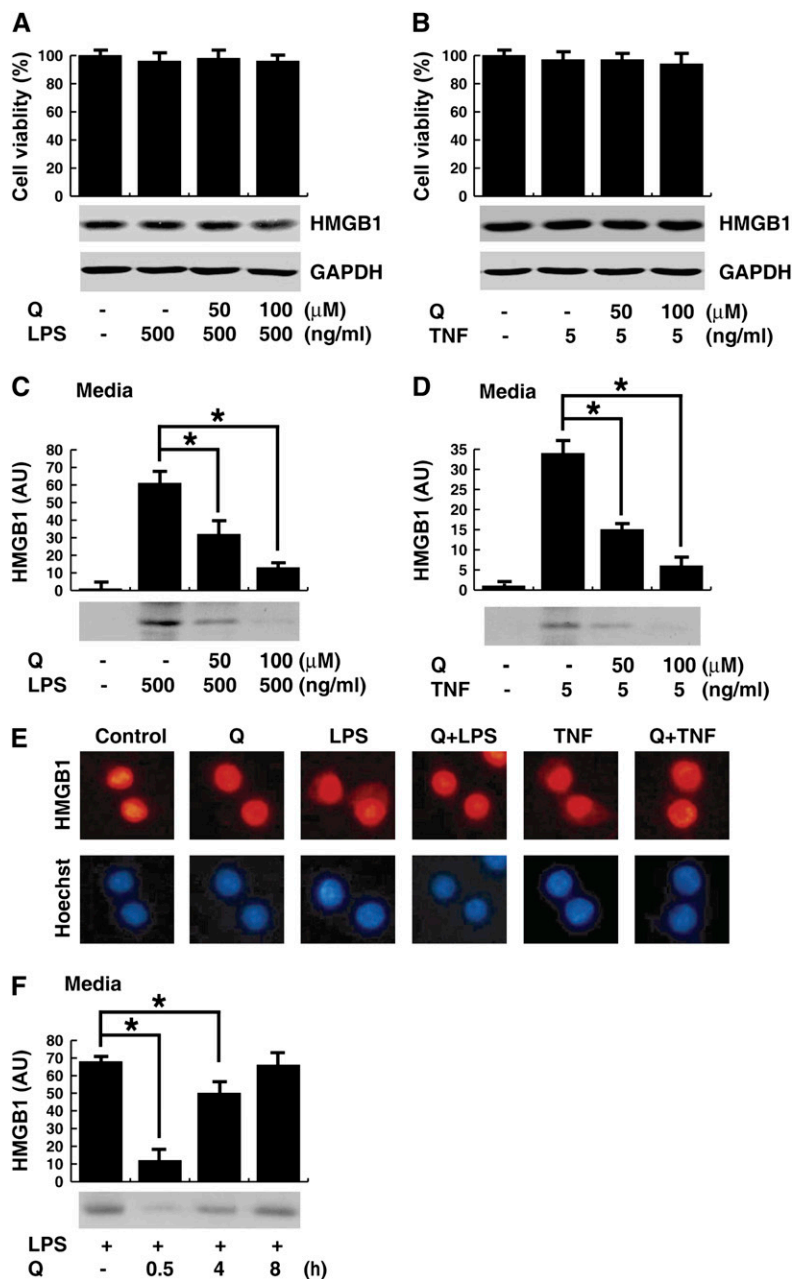 A
Cell viablity (%)
100
80
60
40
20
0
HMGB1
GAPDH
Q - - 50 100 (μM)
LPS - 500 500 500 (ng/ml)
B
Cell viablity (%)
100
80
60
40
20
0
HMGB1
GAPDH
Q - - 50 100 (μM)
TNF - 5 5 5 (ng/ml)
C Media
* *
HMGB1 (AU)
80
70
60
50
40
30
20
10
0
Q - - 50 100 (μM)
LPS - 500 500 500 (ng/ml)
D Media
* *
HMGB1 (AU)
35
30
25
20
15
10
5
0
Q - - 50 100 (μM)
TNF - 5 5 5 (ng/ml)
E
Control Q LPS Q+LPS TNF Q+TNF
HMGB1
Hoechst
F Media
* *
HMGB1 (AU)
80
70
60
50
40
30
20
10
0
LPS + + + +
Q - 0.5 4 8 (h)